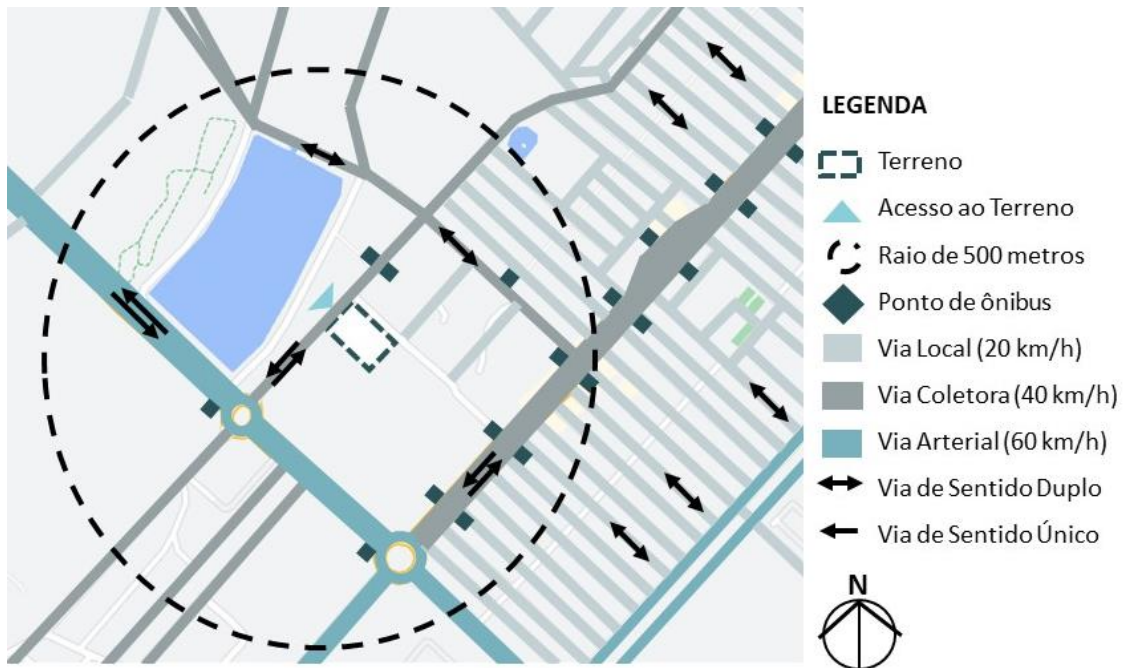 LEGENDA
Terreno
Acesso ao Terreno
Raio de 500 metros
Ponto de ônibus
Via Local (20 km/h)
Via Coletora (40 km/h)
Via Arterial (60 km/h)
Via de Sentido Duplo
Via de Sentido Único
N